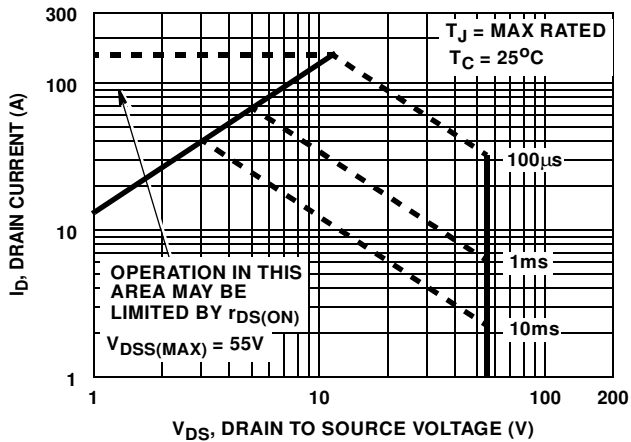 300
100
10
1
I_D, DRAIN CURRENT (A)
T_J = MAX RATED
T_C = 25°C
100μs
1ms
10ms
OPERATION IN THIS
AREA MAY BE
LIMITED BY r_DS(ON)
V_DSS(MAX) = 55V
1
10
100
200
V_DS, DRAIN TO SOURCE VOLTAGE (V)